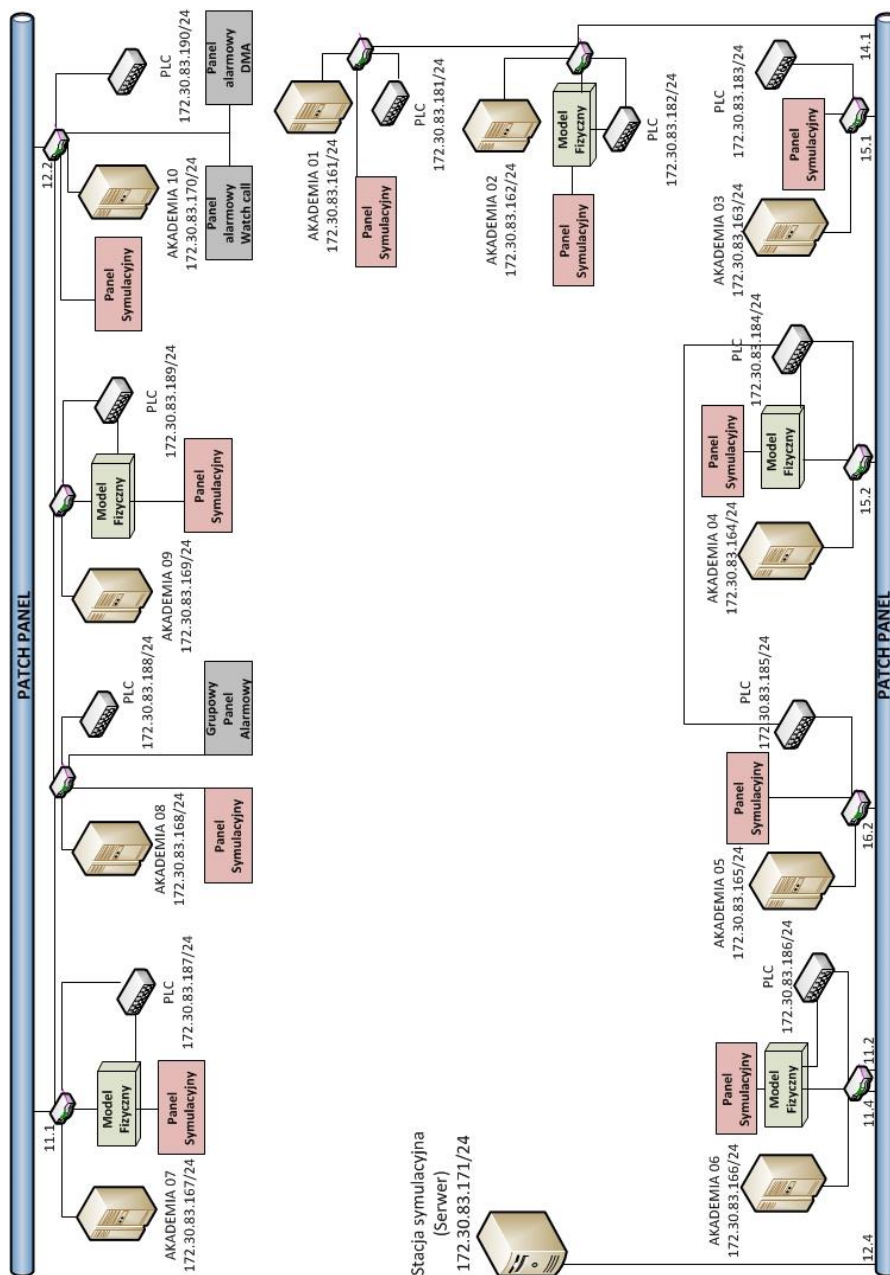 PATCH PANEL
11.1
AKADEMIA 07
172.30.83.167/24
Model
Fizyczny
Panel
Symulacyjny
PLC
172.30.83.187/24
AKADEMIA 08
172.30.83.168/24
Panel
Symulacyjny
Grupowy
Panel
Alarmowy
PLC
172.30.83.188/24
AKADEMIA 09
172.30.83.169/24
Model
Fizyczny
Panel
Symulacyjny
PLC
172.30.83.189/24
12.2
Panel
Symulacyjny
AKADEMIA 10
172.30.83.170/24
Panel
alarmowy
Watch call
Panel
alarmowy
DMA
PLC
172.30.83.190/24
AKADEMIA 01
172.30.83.161/24
Panel
Symulacyjny
PLC
172.30.83.181/24
AKADEMIA 02
172.30.83.162/24
Panel
Symulacyjny
Model
Fizyczny
PLC
172.30.83.182/24
Stacja symulacyjna
(Serwer)
172.30.83.171/24
12.4
AKADEMIA 06
172.30.83.166/24
Panel
Symulacyjny
Model
Fizyczny
PLC
172.30.83.186/24
11.4
11.2
AKADEMIA 05
172.30.83.165/24
Panel
Symulacyjny
PLC
172.30.83.185/24
16.2
AKADEMIA 04
172.30.83.164/24
Panel
Symulacyjny
Model
Fizyczny
PLC
172.30.83.184/24
15.2
AKADEMIA 03
172.30.83.163/24
Panel
Symulacyjny
PLC
172.30.83.183/24
15.1
14.1
PATCH PANEL